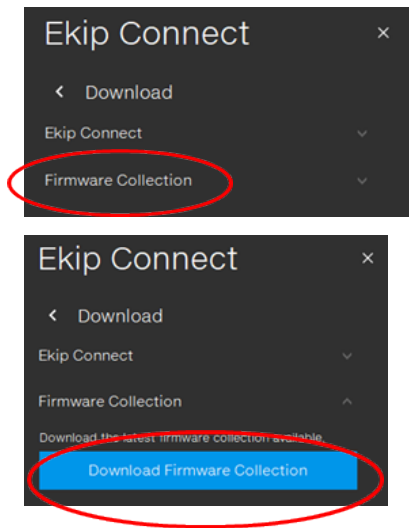 Ekip Connect
Download
Ekip Connect
Firmware Collection
Ekip Connect
Download
Ekip Connect
Firmware Collection
Download the latest firmware collection available.
Download Firmware Collection